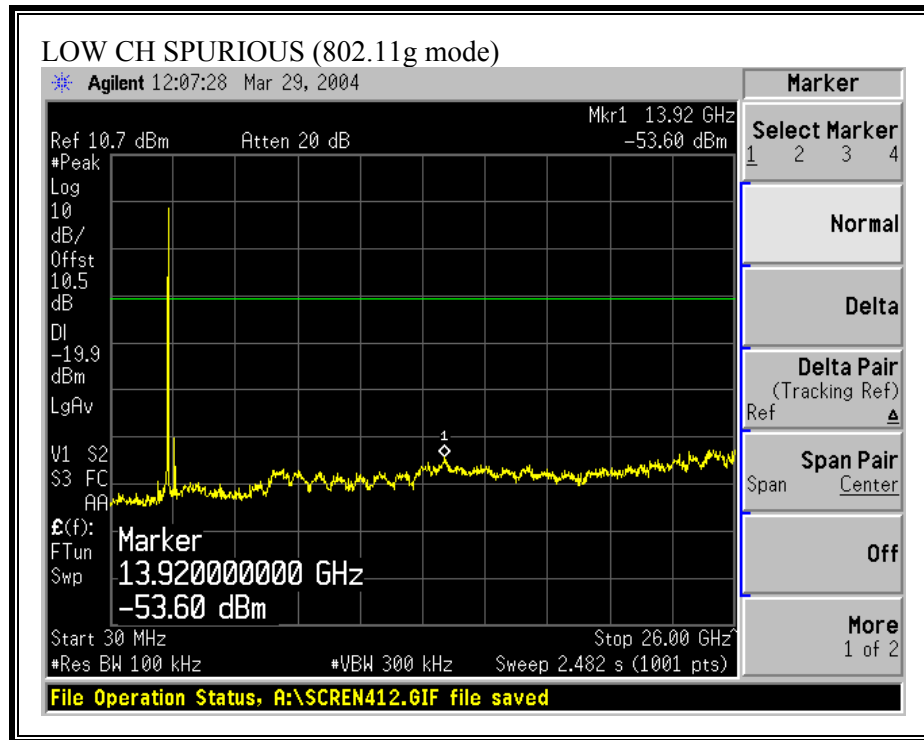 LOW CH SPURIOUS (802.11g mode)
Agilent 12:07:28 Mar 29, 2004
Marker
Mkr1 13.92 GHz
Ref 10.7 dBm Atten 20 dB -53.60 dBm
#Peak
Log
10
dB/
Offst
10.5
dB
DI
-19.9
dBm
LgAv
V1 S2
S3 FC
AA
£(f):
FTun
Swp
1
Marker
13.920000000 GHz
-53.60 dBm
Start 30 MHz Stop 26.00 GHz^
#Res BW 100 kHz #VBW 300 kHz Sweep 2.482 s (1001 pts)
Select Marker
1 2 3 4
Normal
Delta
Delta Pair
(Tracking Ref)
Ref Δ
Span Pair
Span Center
Off
More
1 of 2
File Operation Status, A:\SCREN412.GIF file saved